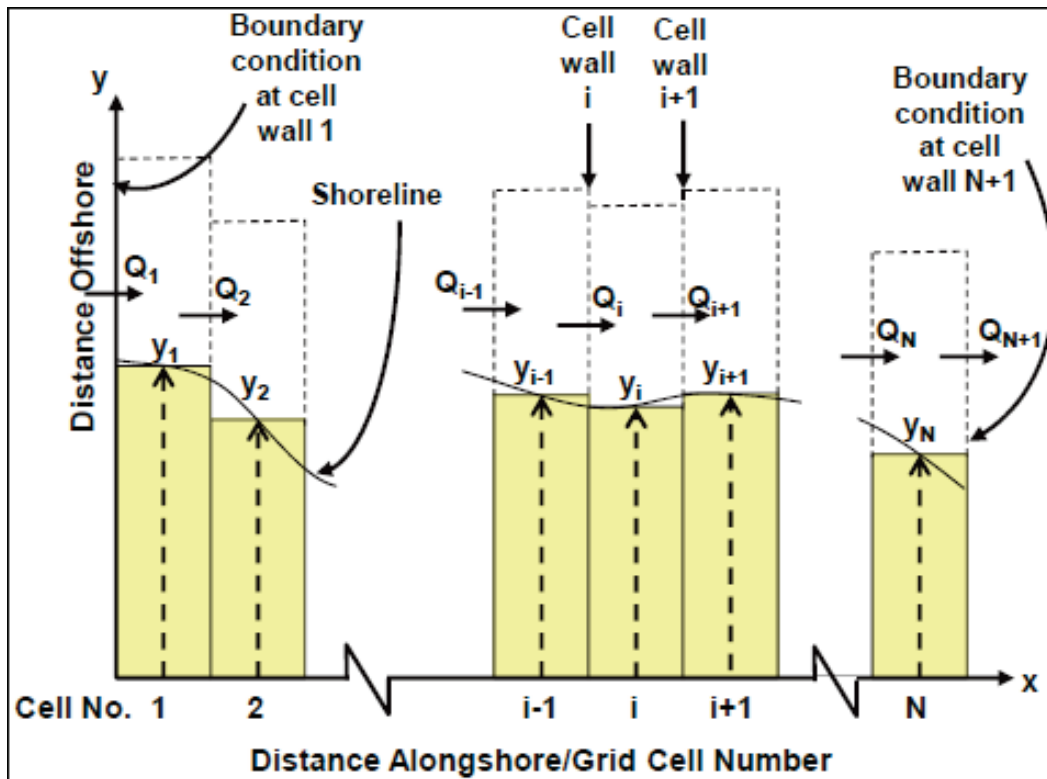 Boundary
condition
at cell
wall 1
y
Distance Offshore
Shoreline
Cell
wall
i
Cell
wall
i+1
Boundary
condition
at cell
wall N+1
Q1
Q2
Qi-1
Qi
Qi+1
QN
QN+1
y1
y2
yi-1
yi
yi+1
yN
x
Cell No. 1 2 i-1 i i+1 N
Distance Alongshore/Grid Cell Number